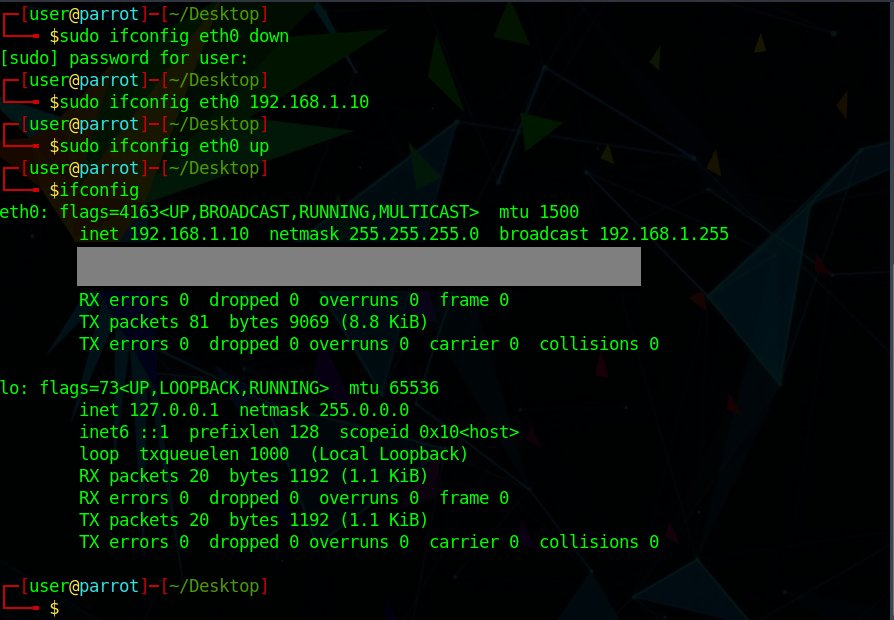 [user@parrot]─[~/Desktop]
$sudo ifconfig eth0 down
[sudo] password for user:
[user@parrot]─[~/Desktop]
$sudo ifconfig eth0 192.168.1.10
[user@parrot]─[~/Desktop]
$sudo ifconfig eth0 up
[user@parrot]─[~/Desktop]
$ifconfig
eth0: flags=4163<UP,BROADCAST,RUNNING,MULTICAST>  mtu 1500
inet 192.168.1.10  netmask 255.255.255.0  broadcast 192.168.1.255
RX errors 0  dropped 0  overruns 0  frame 0
TX packets 81  bytes 9069 (8.8 KiB)
TX errors 0  dropped 0 overruns 0  carrier 0  collisions 0
lo: flags=73<UP,LOOPBACK,RUNNING>  mtu 65536
inet 127.0.0.1  netmask 255.0.0.0
inet6 ::1  prefixlen 128  scopeid 0x10<host>
loop  txqueuelen 1000  (Local Loopback)
RX packets 20  bytes 1192 (1.1 KiB)
RX errors 0  dropped 0  overruns 0  frame 0
TX packets 20  bytes 1192 (1.1 KiB)
TX errors 0  dropped 0 overruns 0  carrier 0  collisions 0
[user@parrot]─[~/Desktop]
$